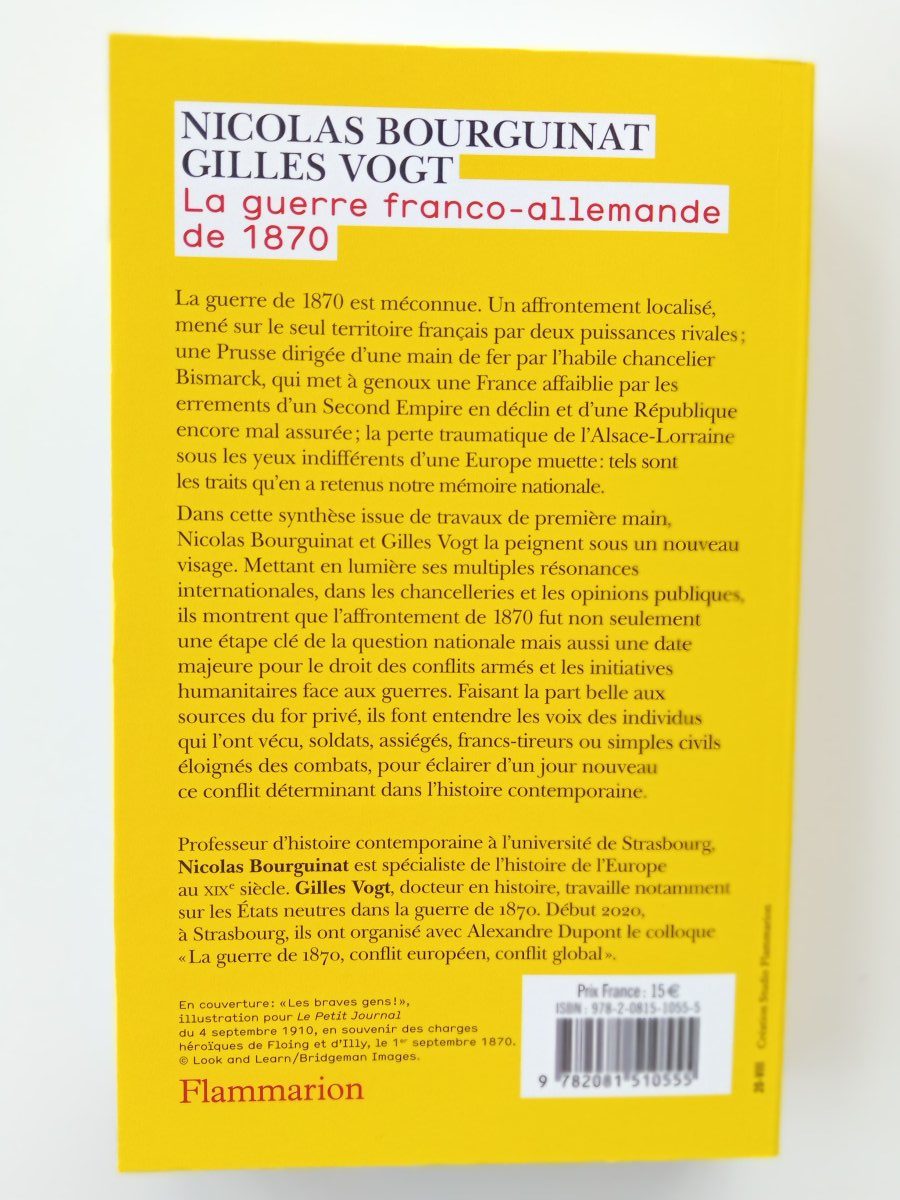 NICOLAS BOURGUINAT
GILLES VOGT
La guerre franco-allemande
de 1870
La guerre de 1870 est méconnue. Un affrontement localisé,
mené sur le seul territoire français par deux puissances rivales ;
une Prusse dirigée d'une main de fer par l'habile chancelier
Bismarck, qui met à genoux une France affaiblie par les
errements d'un Second Empire en déclin et d'une République
encore mal assurée ; la perte traumatique de l'Alsace-Lorraine
sous les yeux indifférents d'une Europe muette : tels sont
les traits qu'en a retenus notre mémoire nationale.
Dans cette synthèse issue de travaux de première main,
Nicolas Bourguinat et Gilles Vogt la peignent sous un nouveau
visage. Mettant en lumière ses multiples résonances
internationales, dans les chancelleries et les opinions publiques,
ils montrent que l'affrontement de 1870 fut non seulement
une étape clé de la question nationale mais aussi une date
majeure pour le droit des conflits armés et les initiatives
humanitaires face aux guerres. Faisant la part belle aux
sources du for privé, ils font entendre les voix des individus
qui l'ont vécu, soldats, assiégés, francs-tireurs ou simples civils
éloignés des combats, pour éclairer d'un jour nouveau
ce conflit déterminant dans l'histoire contemporaine.
Professeur d'histoire contemporaine à l'université de Strasbourg,
Nicolas Bourguinat est spécialiste de l'histoire de l'Europe
au XIXe siècle. Gilles Vogt, docteur en histoire, travaille notamment
sur les États neutres dans la guerre de 1870. Début 2020,
à Strasbourg, ils ont organisé avec Alexandre Dupont le colloque
« La guerre de 1870, conflit européen, conflit global ».
En couverture : « Les braves gens ! »,
illustration pour Le Petit Journal
du 4 septembre 1910, en souvenir des charges
héroïques de Floing et d'Illy, le 1er septembre 1870.
© Look and Learn/Bridgeman Images.
Flammarion
Prix France : 15 €
ISBN : 978-2-0815-1055-5
9 782081 510555
20-VIII Création Studio Flammarion